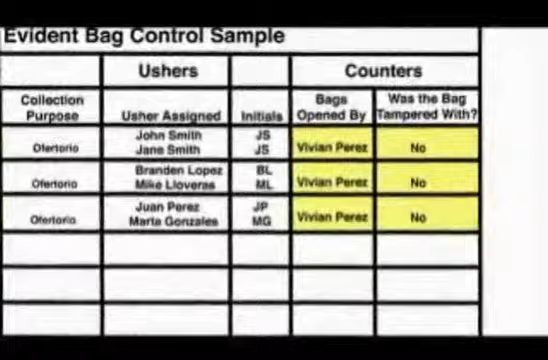 Evident Bag Control Sample
Ushers Counters
Collection Purpose Usher Assigned Initials Bags Opened By Was the Bag Tampered With?
Ofertorio John Smith JS Vivian Perez No
Jane Smith JS
Ofertorio Branden Lopez BL Vivian Perez No
Mike Lloveras ML
Ofertorio Juan Perez JP Vivian Perez No
Marta Gonzales MG